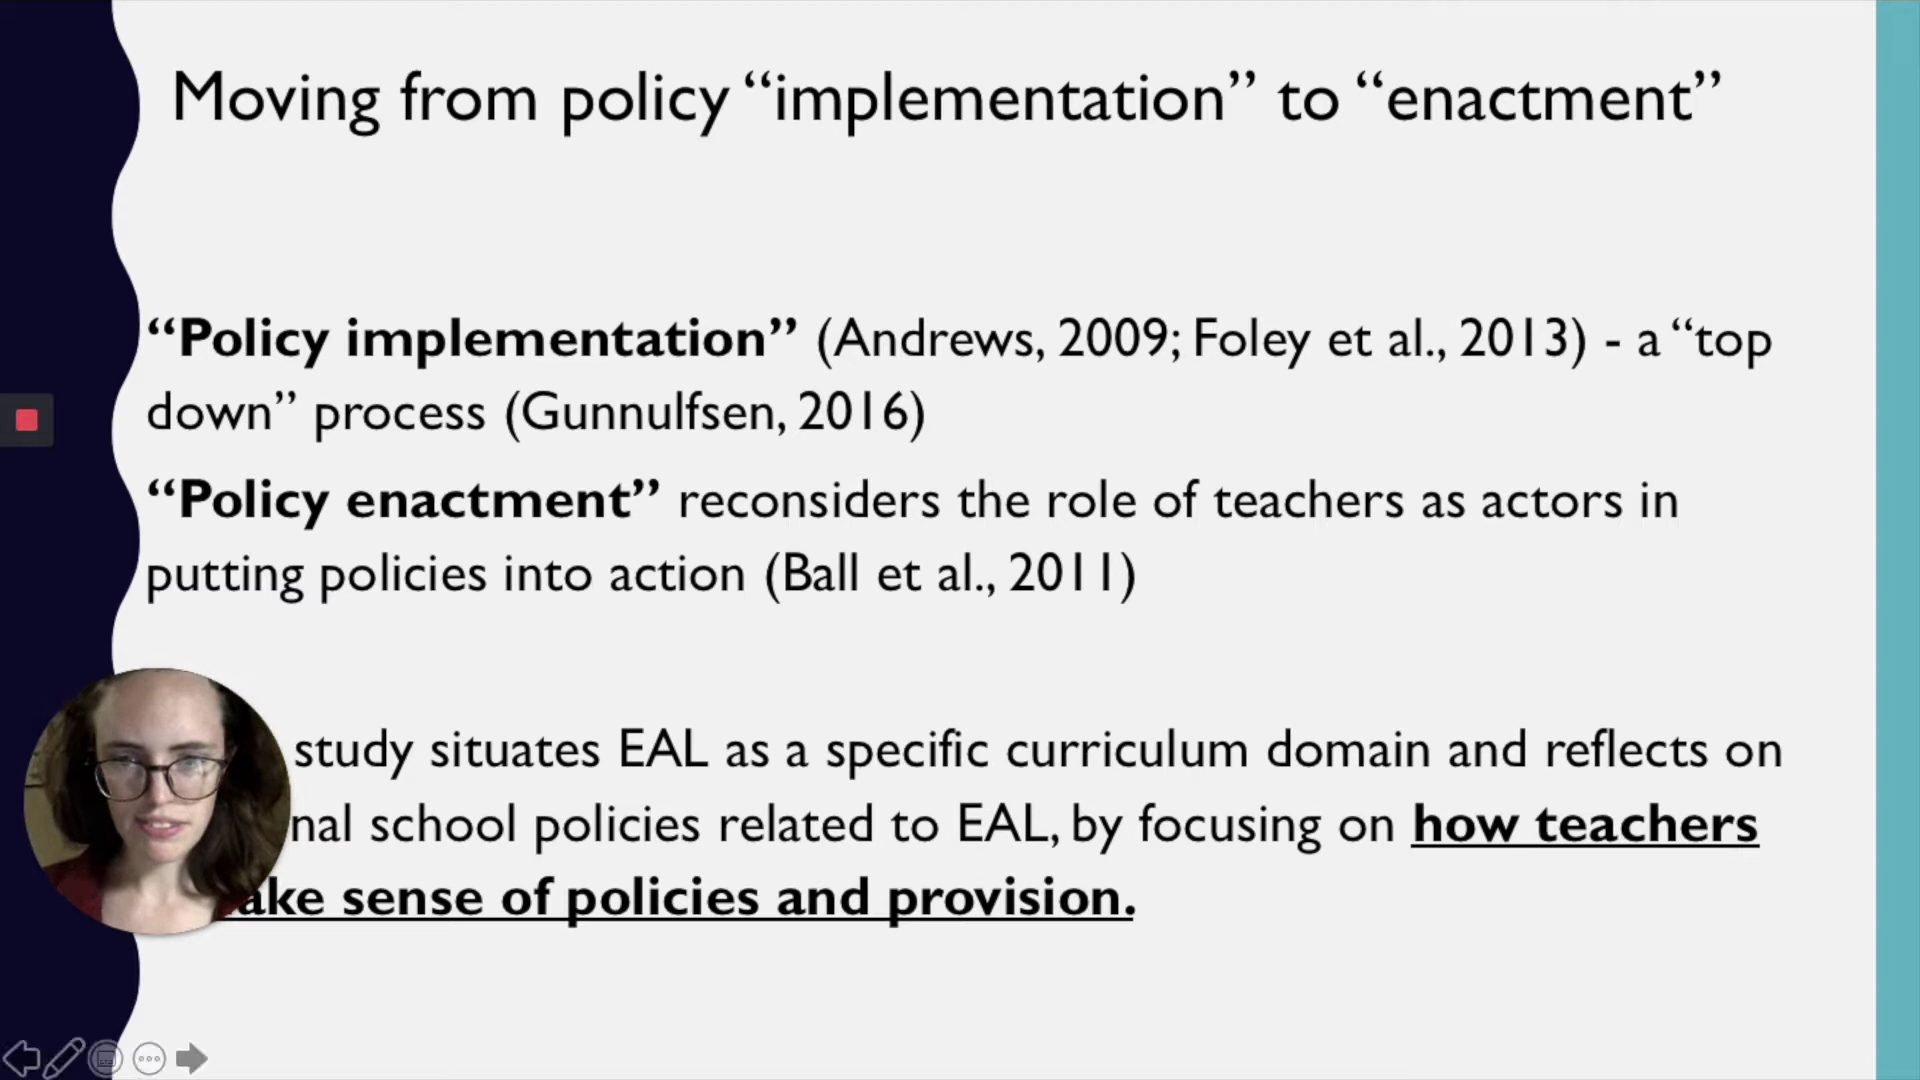 Moving from policy “implementation” to “enactment”
“Policy implementation” (Andrews, 2009; Foley et al., 2013) - a “top
down” process (Gunnulfsen, 2016)
“Policy enactment” reconsiders the role of teachers as actors in
putting policies into action (Ball et al., 2011)
study situates EAL as a specific curriculum domain and reflects on
school policies related to EAL, by focusing on how teachers
sense of policies and provision.